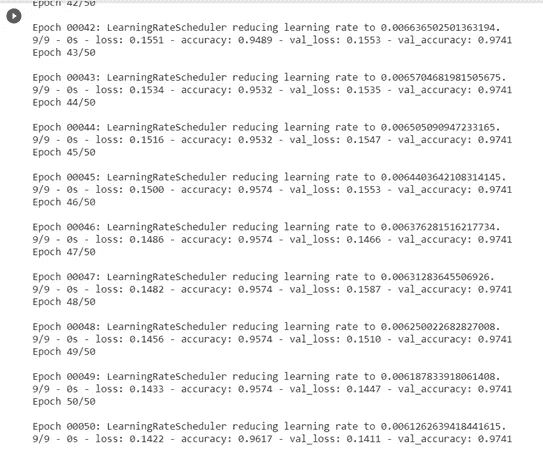 Epoch 42/50
Epoch 00042: LearningRateScheduler reducing learning rate to 0.006636502501363194.
9/9 - 0s - loss: 0.1551 - accuracy: 0.9489 - val_loss: 0.1553 - val_accuracy: 0.9741
Epoch 43/50
Epoch 00043: LearningRateScheduler reducing learning rate to 0.0065704681981505675.
9/9 - 0s - loss: 0.1534 - accuracy: 0.9532 - val_loss: 0.1535 - val_accuracy: 0.9741
Epoch 44/50
Epoch 00044: LearningRateScheduler reducing learning rate to 0.006505090947233165.
9/9 - 0s - loss: 0.1516 - accuracy: 0.9532 - val_loss: 0.1547 - val_accuracy: 0.9741
Epoch 45/50
Epoch 00045: LearningRateScheduler reducing learning rate to 0.0064403642108314145.
9/9 - 0s - loss: 0.1500 - accuracy: 0.9574 - val_loss: 0.1553 - val_accuracy: 0.9741
Epoch 46/50
Epoch 00046: LearningRateScheduler reducing learning rate to 0.006376281516217734.
9/9 - 0s - loss: 0.1486 - accuracy: 0.9574 - val_loss: 0.1466 - val_accuracy: 0.9741
Epoch 47/50
Epoch 00047: LearningRateScheduler reducing learning rate to 0.00631283645506926.
9/9 - 0s - loss: 0.1482 - accuracy: 0.9574 - val_loss: 0.1587 - val_accuracy: 0.9741
Epoch 48/50
Epoch 00048: LearningRateScheduler reducing learning rate to 0.006250022682827008.
9/9 - 0s - loss: 0.1456 - accuracy: 0.9574 - val_loss: 0.1510 - val_accuracy: 0.9741
Epoch 49/50
Epoch 00049: LearningRateScheduler reducing learning rate to 0.006187833918061408.
9/9 - 0s - loss: 0.1433 - accuracy: 0.9574 - val_loss: 0.1447 - val_accuracy: 0.9741
Epoch 50/50
Epoch 00050: LearningRateScheduler reducing learning rate to 0.0061262639418441615.
9/9 - 0s - loss: 0.1422 - accuracy: 0.9617 - val_loss: 0.1411 - val_accuracy: 0.9741